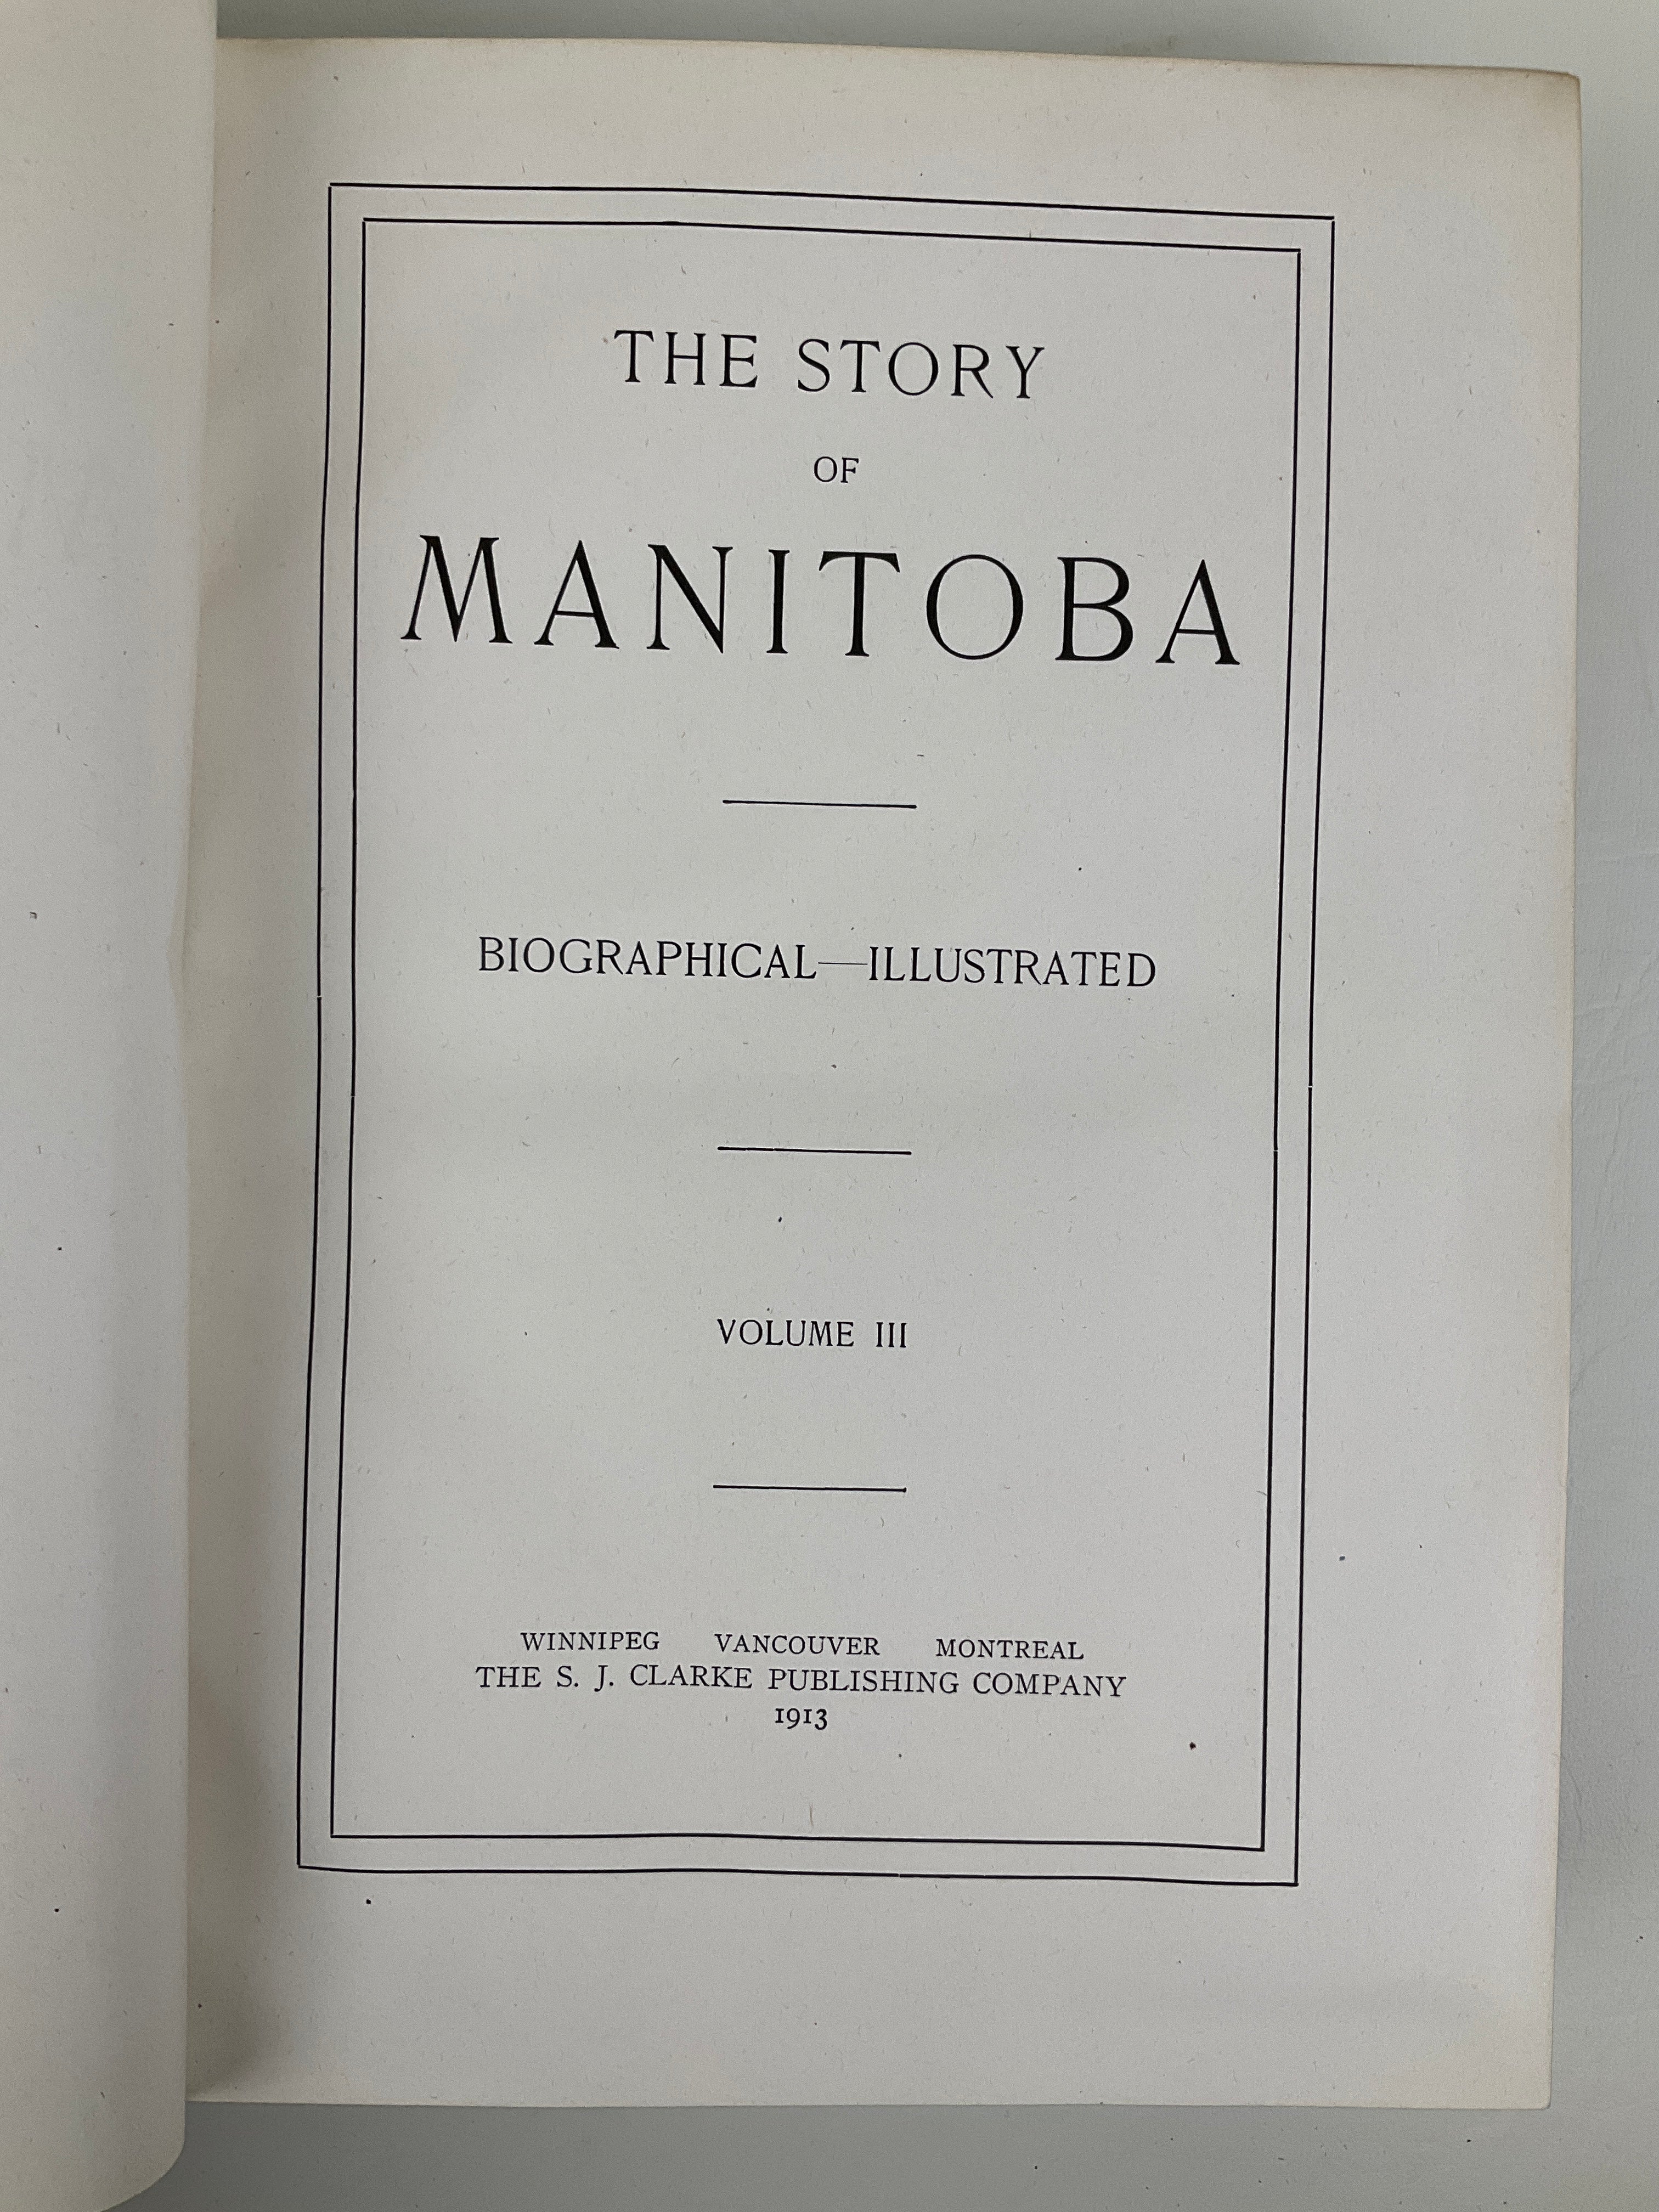 THE STORY
OF
MANITOBA
BIOGRAPHICAL—ILLUSTRATED
VOLUME III
WINNIPEG VANCOUVER MONTREAL
THE S. J. CLARKE PUBLISHING COMPANY
1913